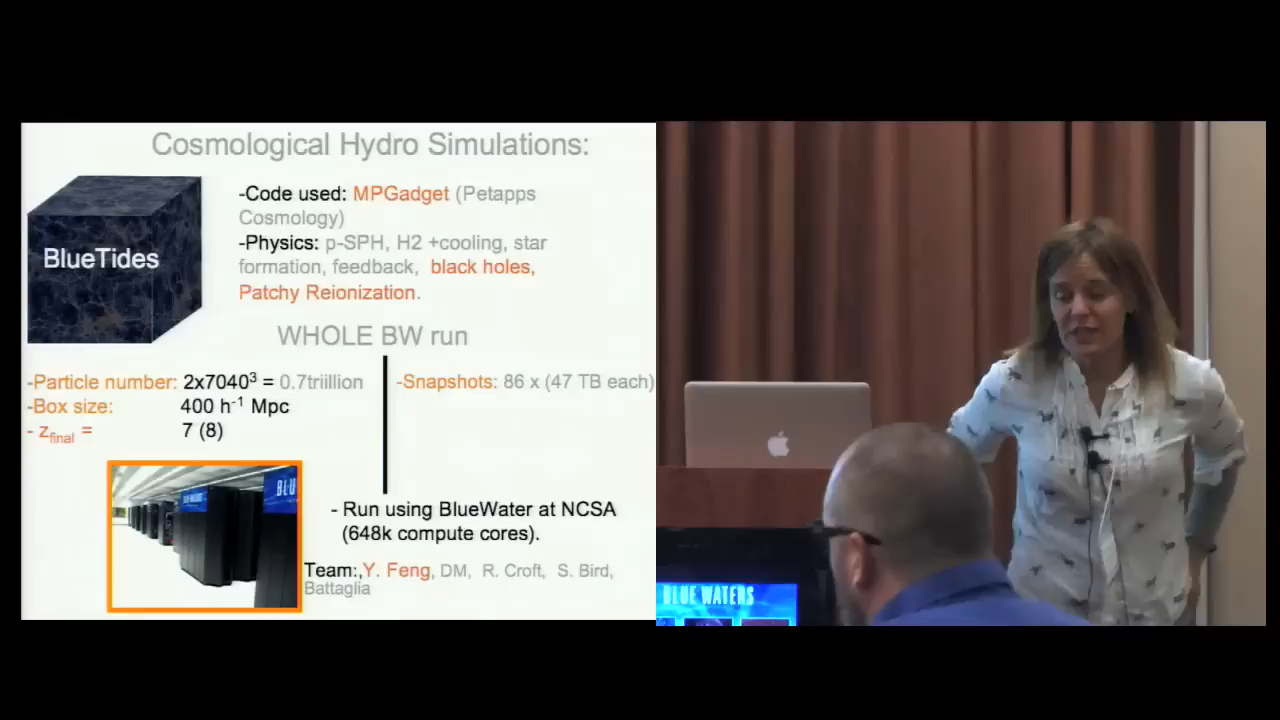 Cosmological Hydro Simulations:
BlueTides
-Code used: MPGadget (Petapps
Cosmology)
-Physics: p-SPH, H2 +cooling, star
formation, feedback, black holes,
Patchy Reionization.
WHOLE BW run
-Particle number: 2x7040³ = 0.7triillion
-Box size: 400 h⁻¹ Mpc
- z_final = 7 (8)
-Snapshots: 86 x (47 TB each)
- Run using BlueWater at NCSA
(648k compute cores).
Team:,Y. Feng, DM, R. Croft, S. Bird,
Battaglia
BLU
BLUE WATERS